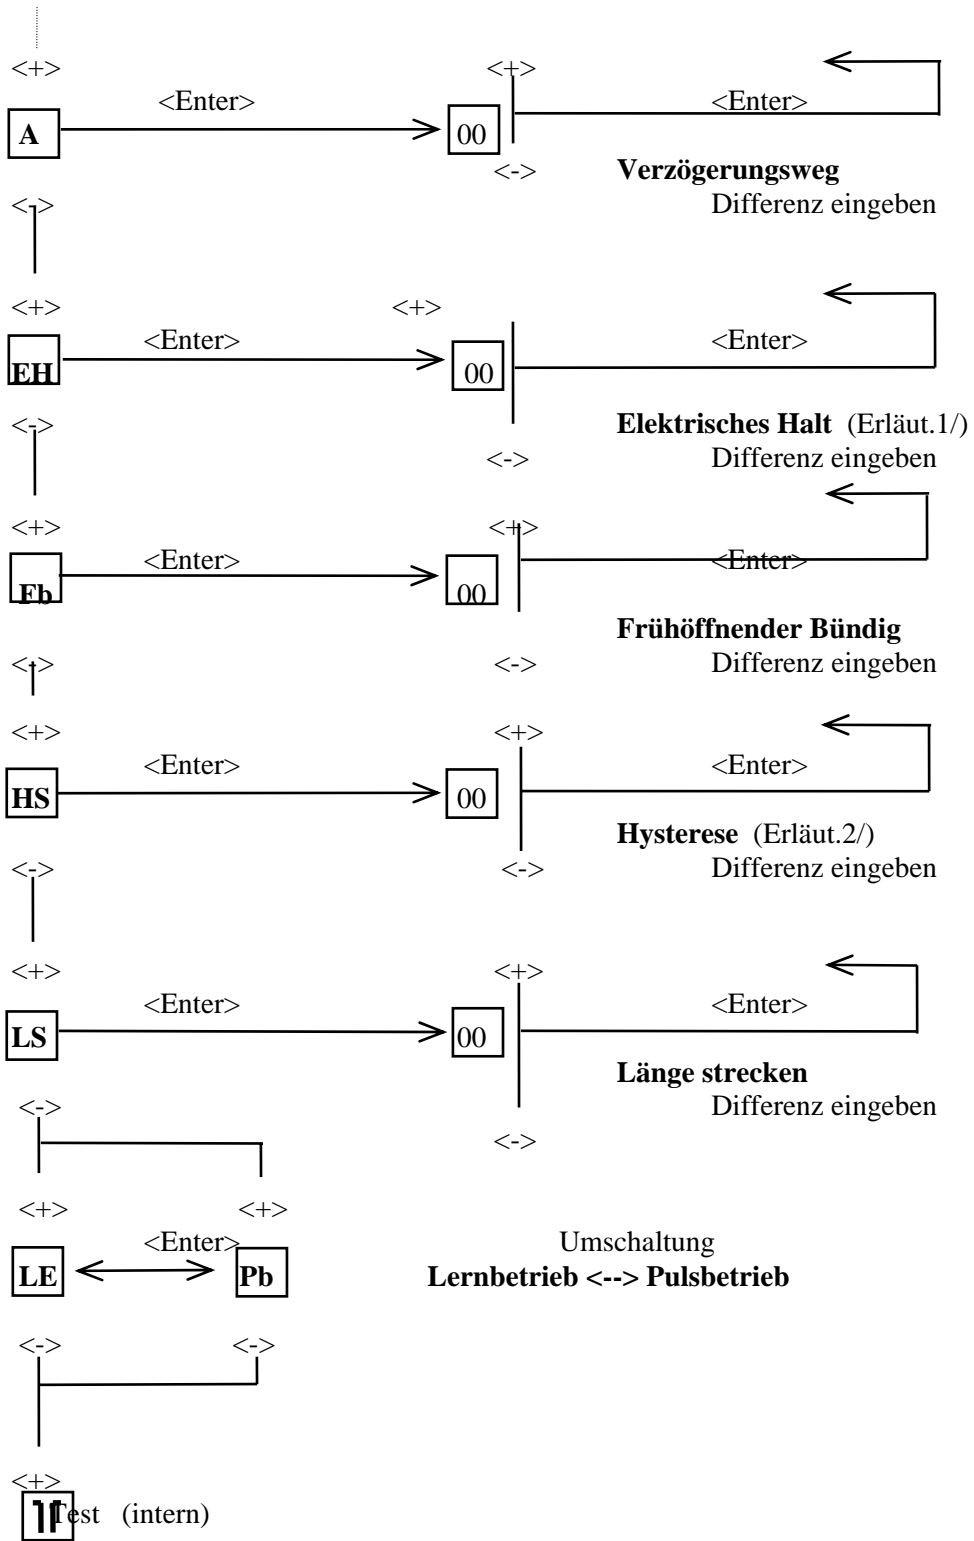 <+> <+>
<Enter> <Enter>
A 00
<-> Verzögerungsweg
<-> Differenz eingeben
<+> <+>
<Enter> <Enter>
EH 00
<-> Elektrisches Halt (Erläut.1/)
<-> Differenz eingeben
<+> <+>
<Enter> <Enter>
Fb 00
Frühöffnender Bündig
<-> <-> Differenz eingeben
<+> <+>
<Enter> <Enter>
HS 00
Hysterese (Erläut.2/)
<-> <-> Differenz eingeben
<+> <+>
<Enter> <Enter>
LS 00
Länge strecken
<-> Differenz eingeben
<->
<+> <+>
<Enter> Umschaltung
LE Pb Lernbetrieb <--> Pulsbetrieb
<-> <->
<+>
Test (intern)